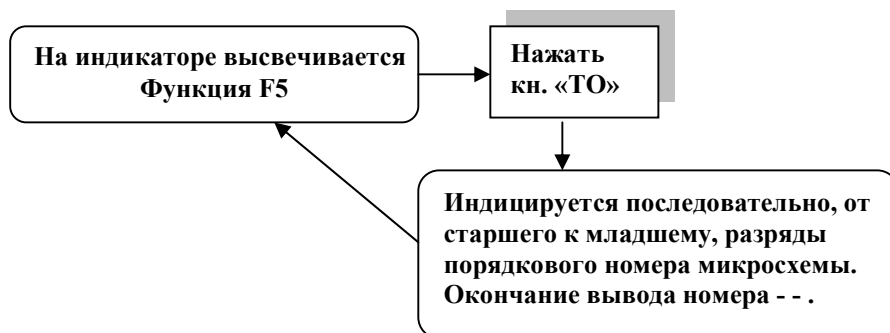 На индикаторе высвечивается
Функция F5
Нажать
кн. «ТО»
Индицируется последовательно, от
старшего к младшему, разряды
порядкового номера микросхемы.
Окончание вывода номера - - .